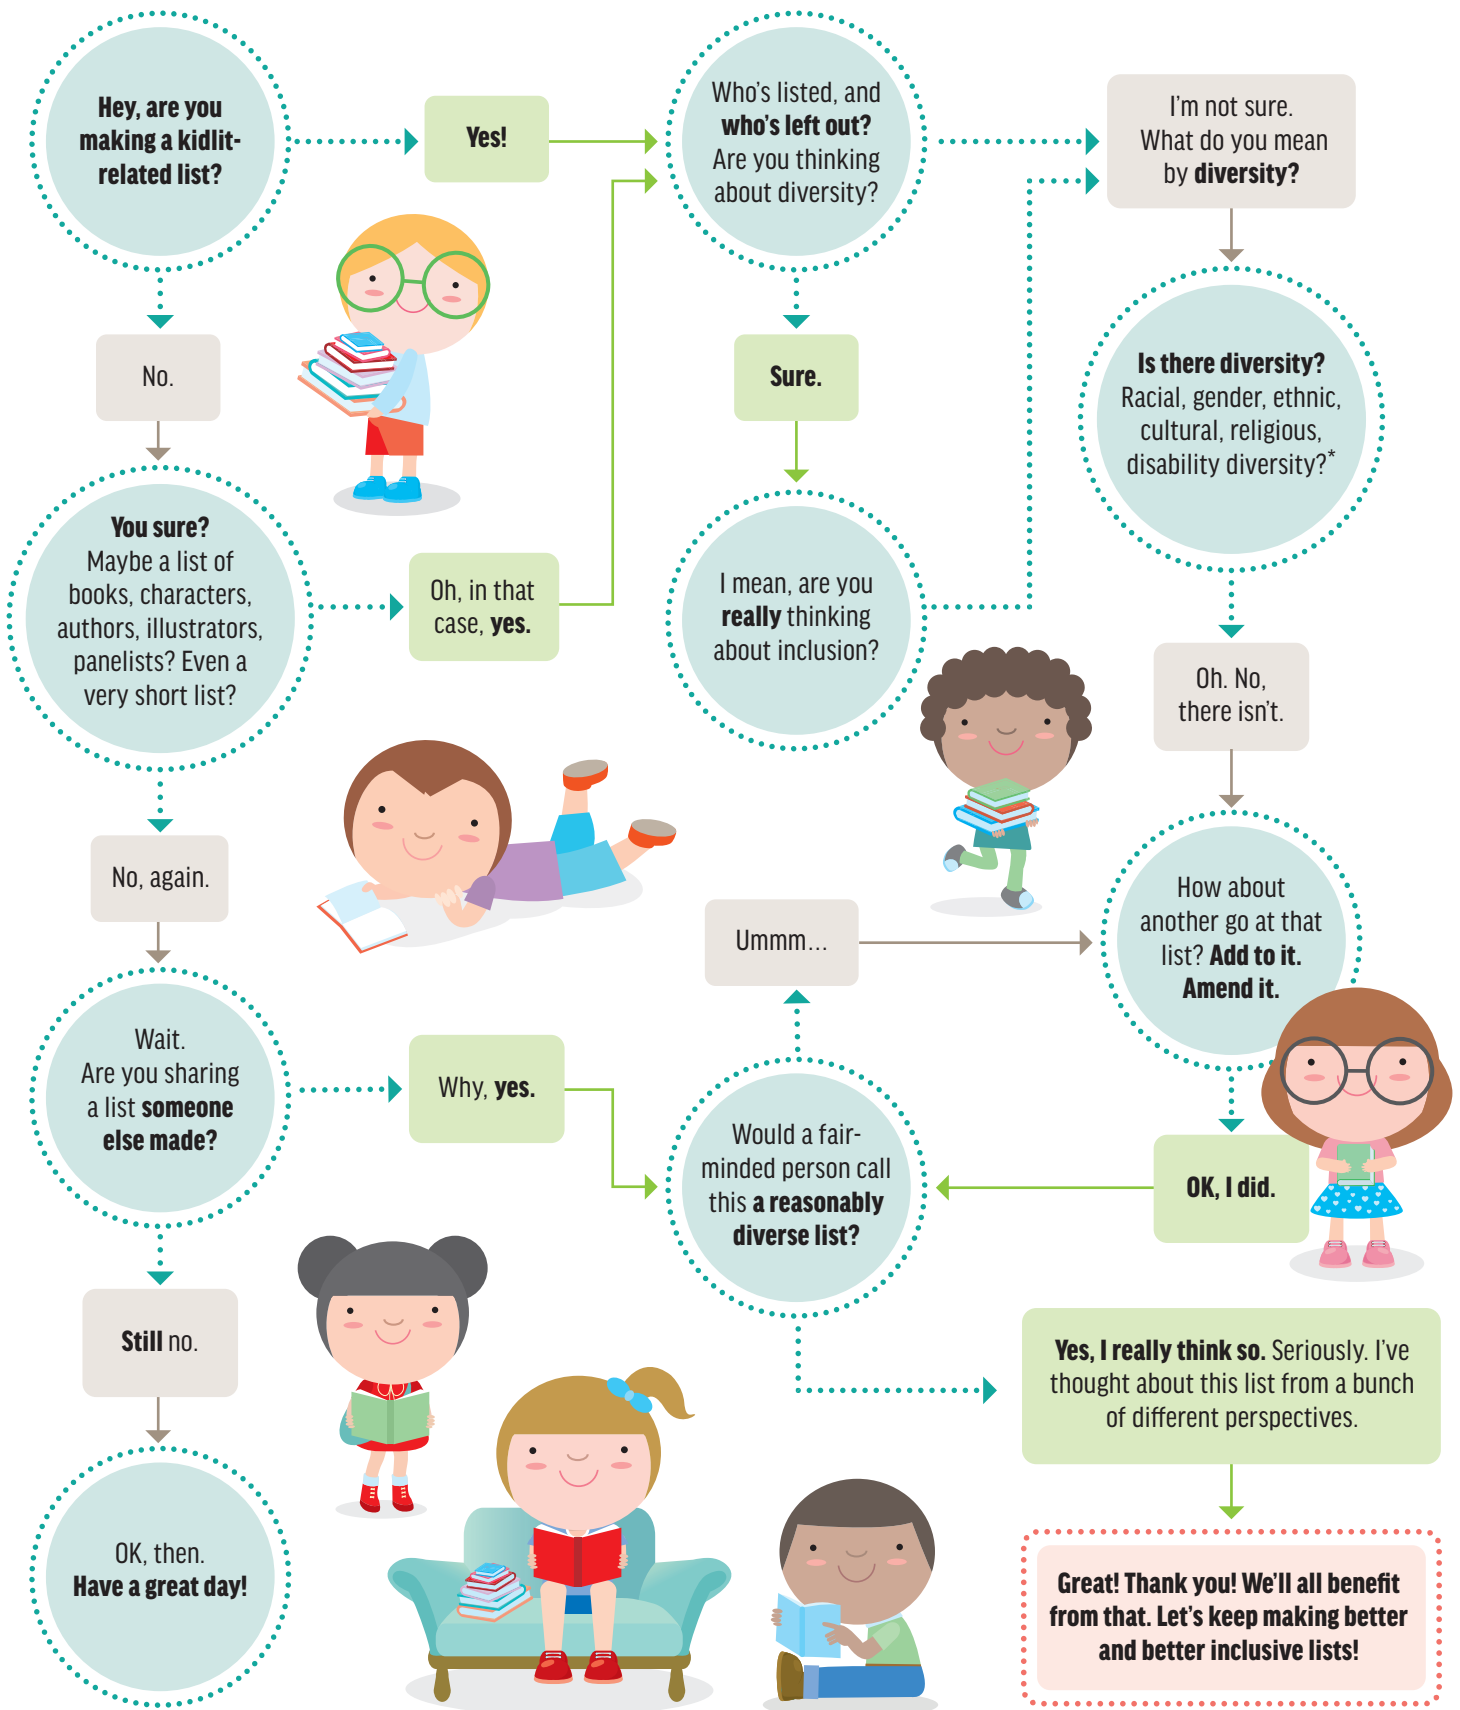 Hey, are you
making a kidlit-
related list?
Yes!
Who’s listed, and
who’s left out?
Are you thinking
about diversity?
I’m not sure.
What do you mean
by diversity?
No.
Sure.
Is there diversity?
Racial, gender, ethnic,
cultural, religious,
disability diversity?*
You sure?
Maybe a list of
books, characters,
authors, illustrators,
panelists? Even a
very short list?
Oh, in that
case, yes.
I mean, are you
really thinking
about inclusion?
Oh. No,
there isn’t.
No, again.
Ummm…
How about
another go at that
list? Add to it.
Amend it.
Wait.
Are you sharing
a list someone
else made?
Why, yes.
Would a fair-
minded person call
this a reasonably
diverse list?
OK, I did.
Still no.
Yes, I really think so. Seriously. I’ve
thought about this list from a bunch
of different perspectives.
OK, then.
Have a great day!
Great! Thank you! We’ll all benefit
from that. Let’s keep making better
and better inclusive lists!